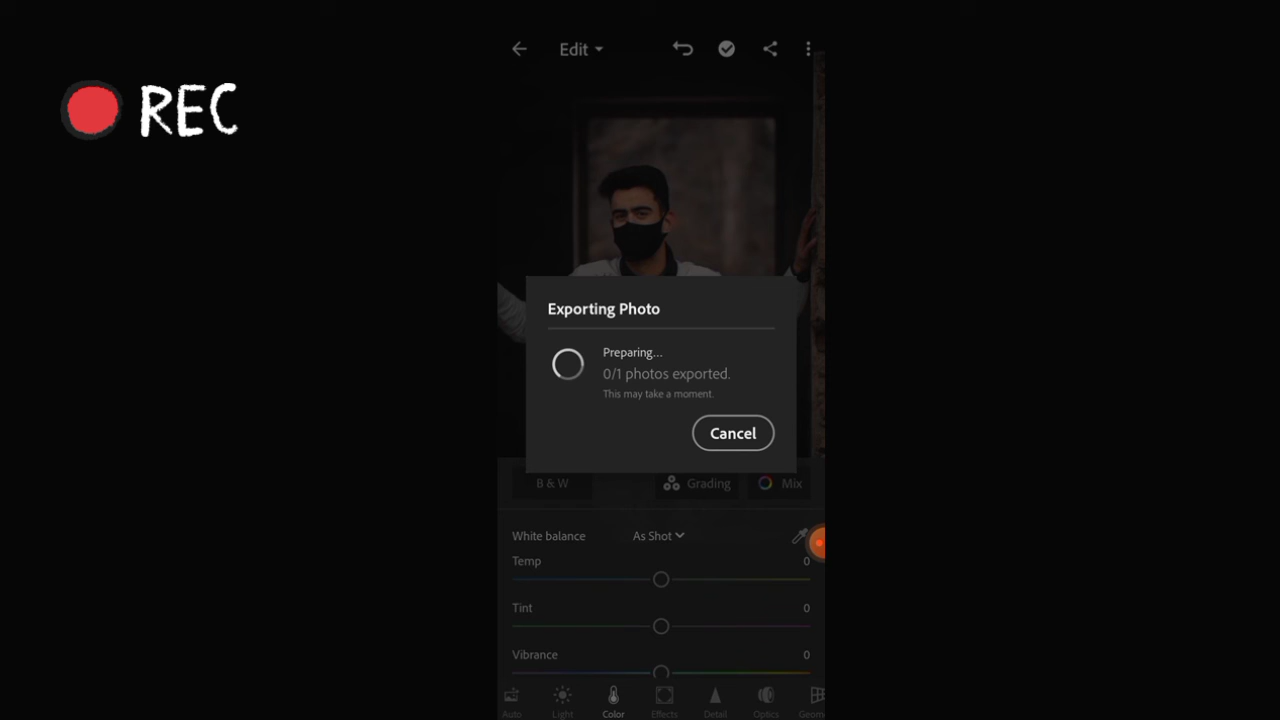 Edit
REC
Exporting Photo
Preparing...
0/1 photos exported.
This may take a moment.
Cancel
B & W
Grading
Mix
White balance
As Shot
Temp
0
Tint
0
Vibrance
0
Auto
Light
Color
Effects
Detail
Optics
Geom